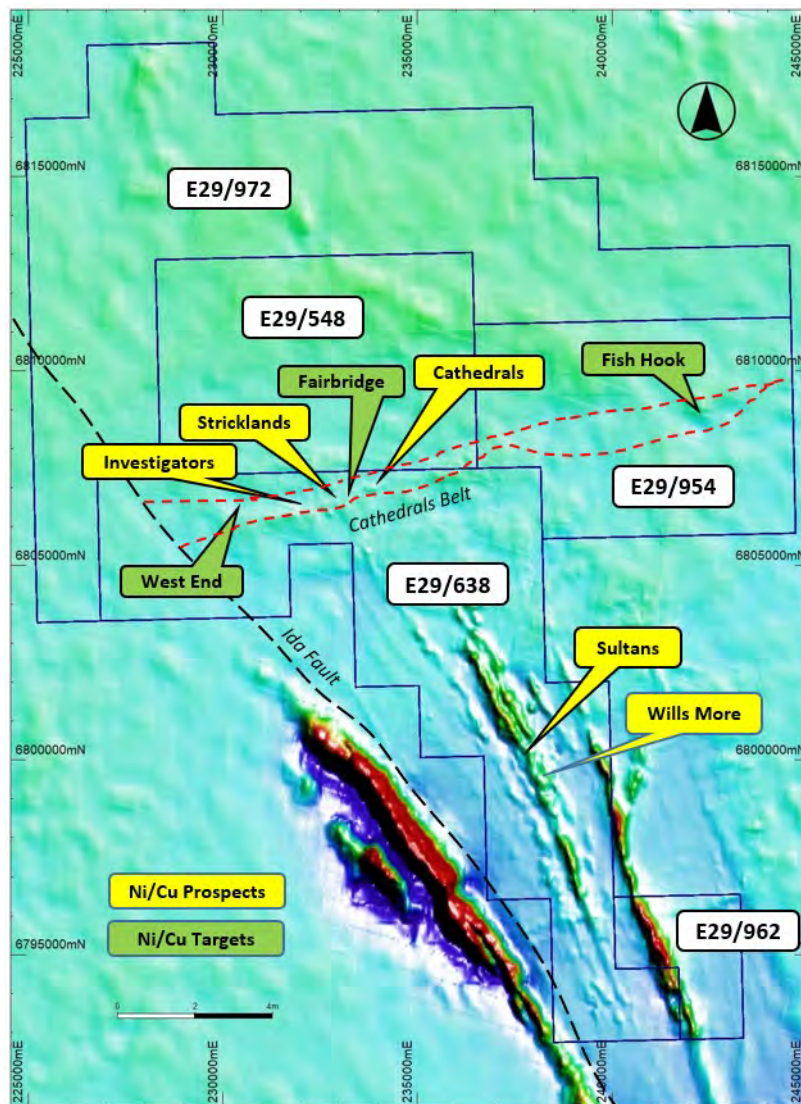 225000mE
230000mE
235000mE
240000mE
245000mE
6815000mN
6815000mN
E29/972
E29/548
6810000mN
6810000mN
Fairbridge
Cathedrals
Fish Hook
Stricklands
Investigators
E29/954
Cathedrals Belt
6805000mN
6805000mN
West End
E29/638
Ida Fault
Sultans
Wills More
6800000mN
6800000mN
Ni/Cu Prospects
Ni/Cu Targets
E29/962
6795000mN
6795000mN
0 2 4m
225000mE
230000mE
235000mE
240000mE
245000mE